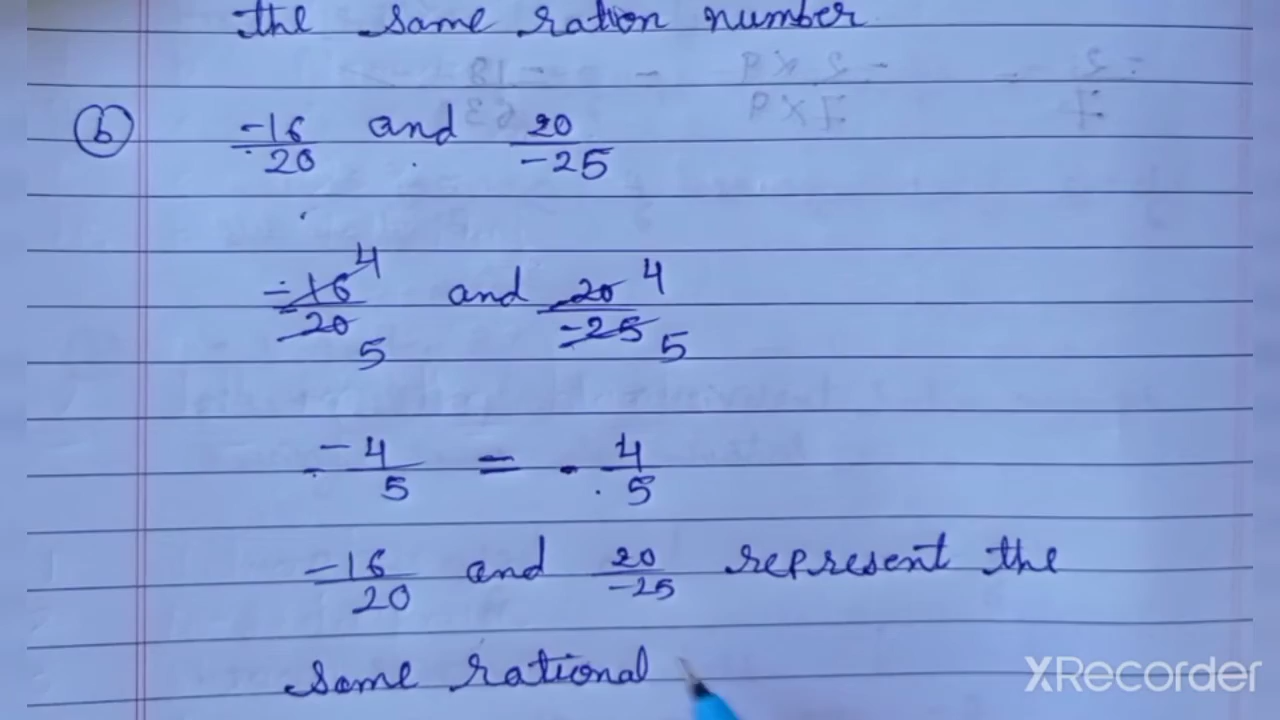 the same ration number
b -16/20 and 20/-25
-16/20 4 5 and 20/-25 4 5
-4/5 = -4/5
-16/20 and 20/-25 represent the
same rational
XRecorder